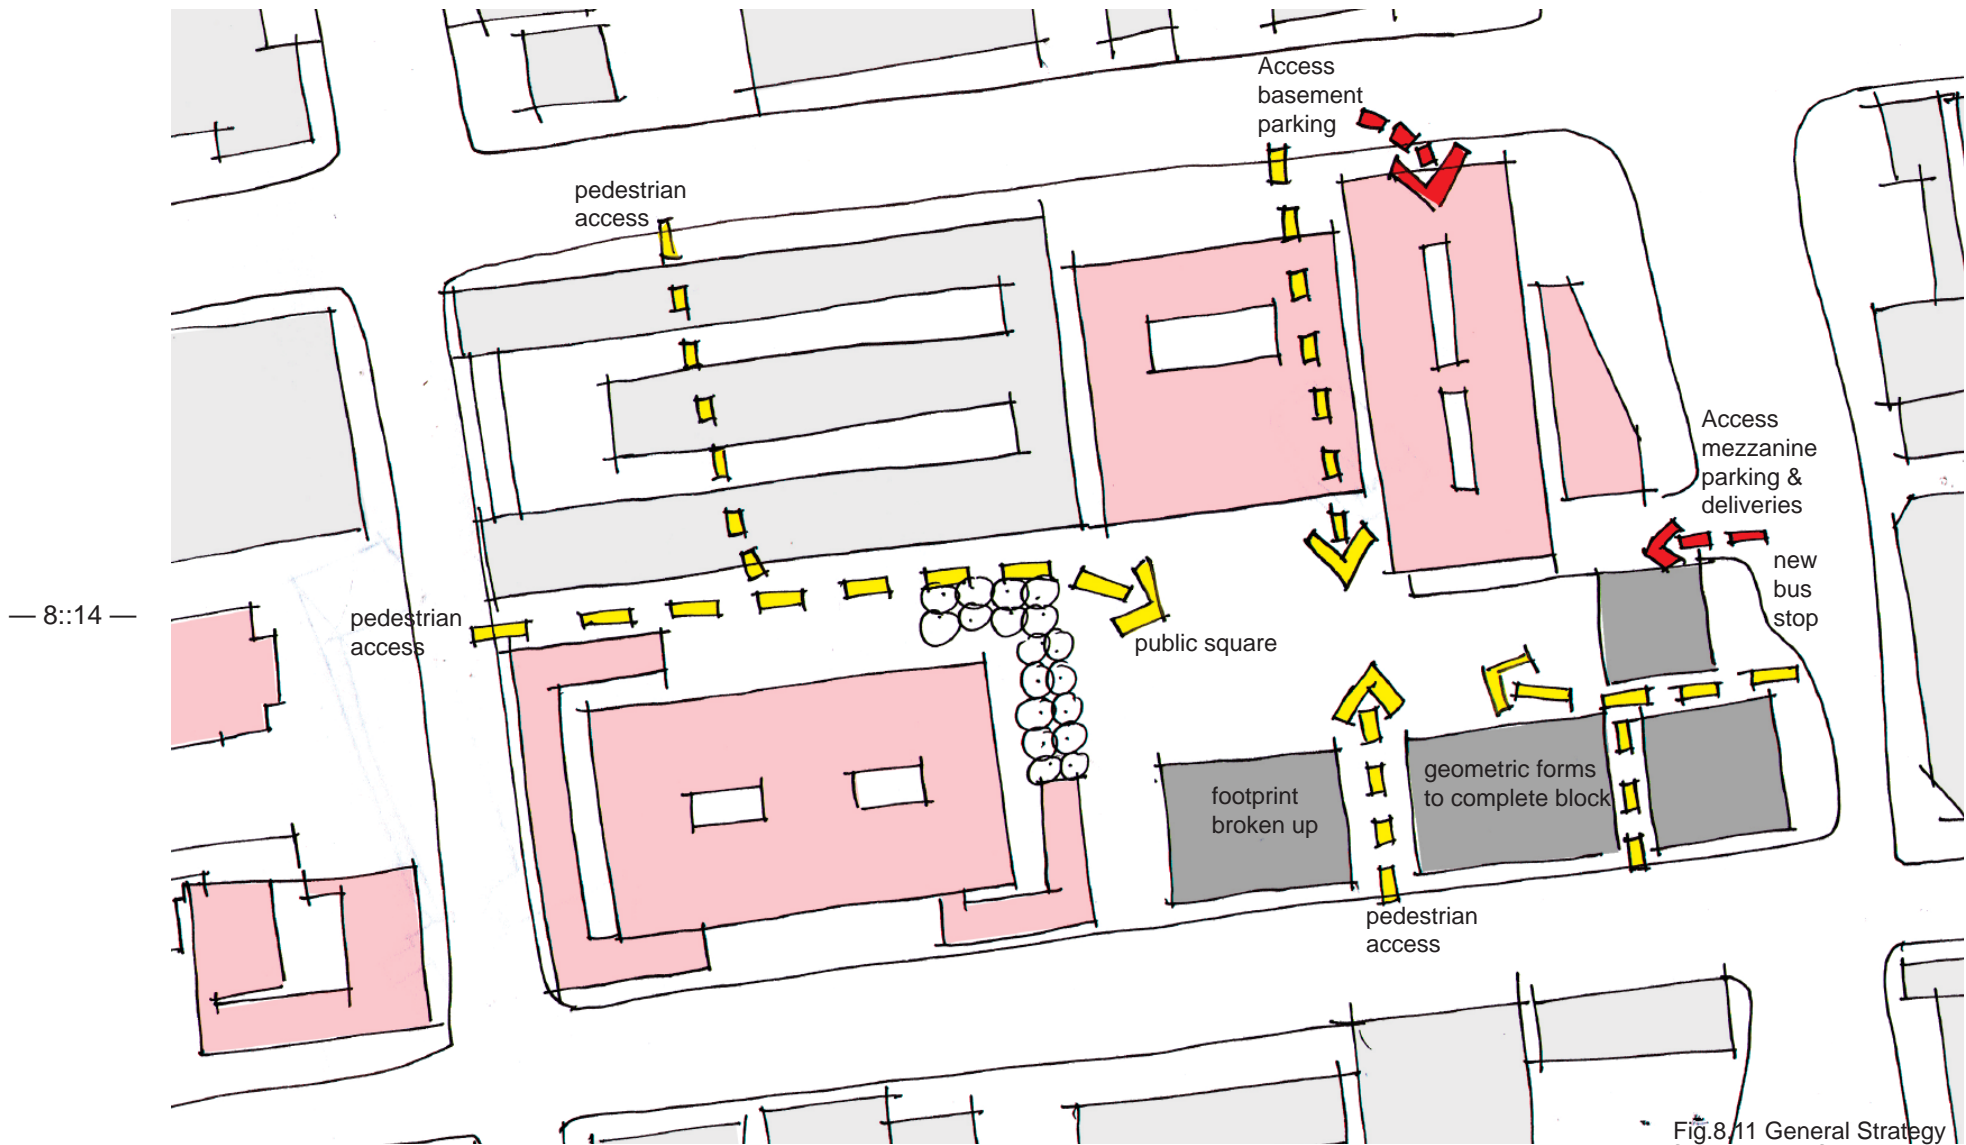 Access
basement
parking
pedestrian
access
Access
mezzanine
parking &
deliveries
new
bus
stop
— 8::14 —
pedestrian
access
public square
footprint
broken up
geometric forms
to complete block
pedestrian
access
Fig.8.11 General Strategy